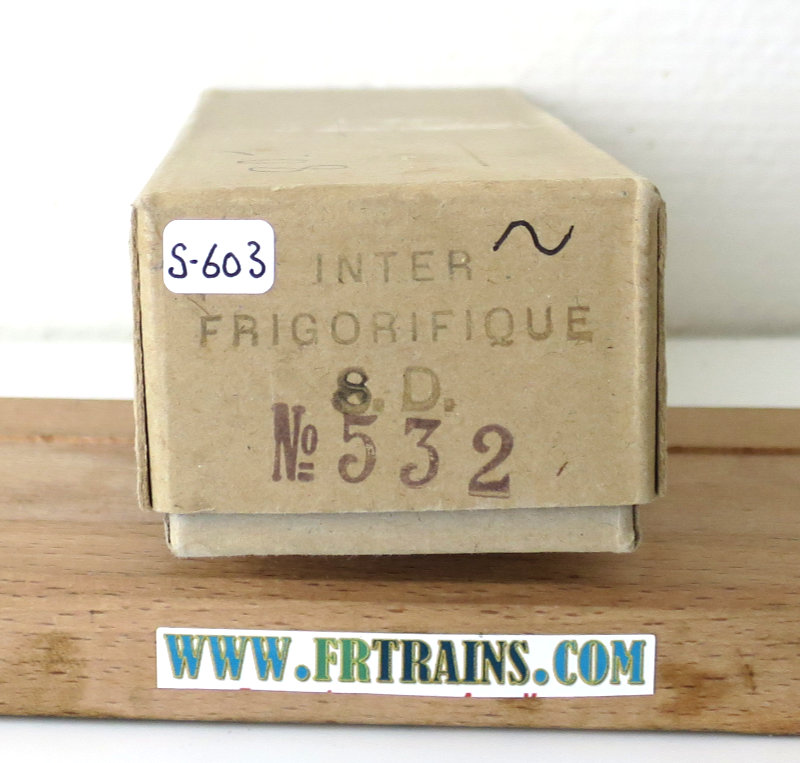 S-603
INTER
FRIGORIFIQUE
S.D.
Nº 532
WWW.FRTRAINS.COM